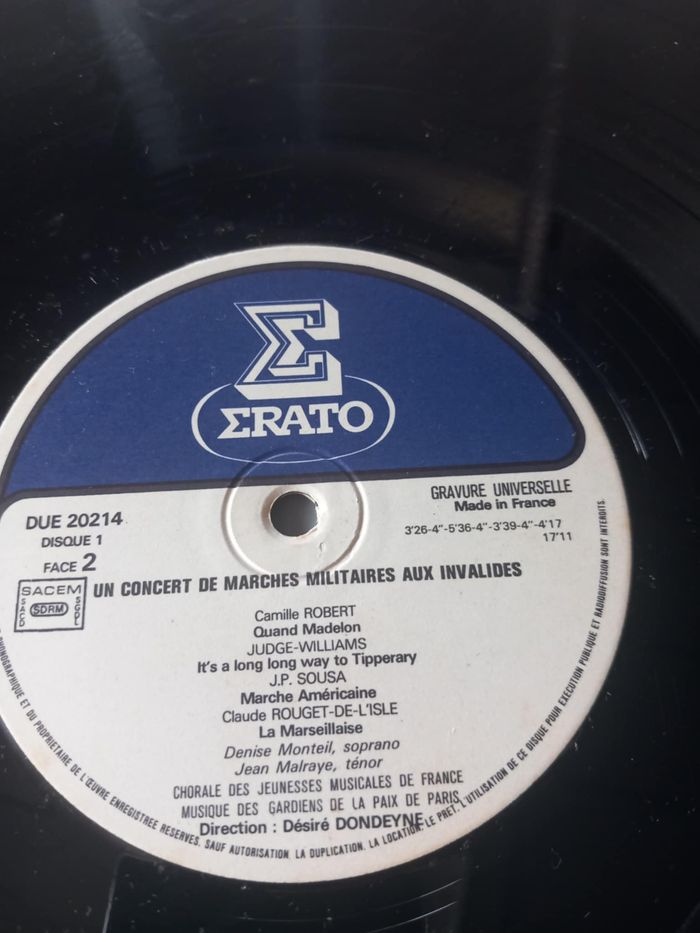 ΣRATO
DUE 20214
DISQUE 1
FACE 2
GRAVURE UNIVERSELLE
Made in France
3'26-4"-5'36-4"-3'39-4"-4'17
17'11
SACEM
SACD
SDRM
SGDL
UN CONCERT DE MARCHES MILITAIRES AUX INVALIDES
Camille ROBERT
Quand Madelon
JUDGE-WILLIAMS
It's a long long way to Tipperary
J.P. SOUSA
Marche Américaine
Claude ROUGET-DE-L'ISLE
La Marseillaise
Denise Monteil, soprano
Jean Malraye, ténor
CHORALE DES JEUNESSES MUSICALES DE FRANCE
MUSIQUE DES GARDIENS DE LA PAIX DE PARIS
Direction : Désiré DONDEYNE
PHONOGRAPHIQUE ET DU PROPRIETAIRE DE L'ŒUVRE ENREGISTREE RESERVES. SAUF AUTORISATION. LA DUPLICATION. LA LOCATION. LE PRET. L'UTILISATION DE CE DISQUE POUR EXECUTION PUBLIQUE ET RADIODIFFUSION SONT INTERDITS.